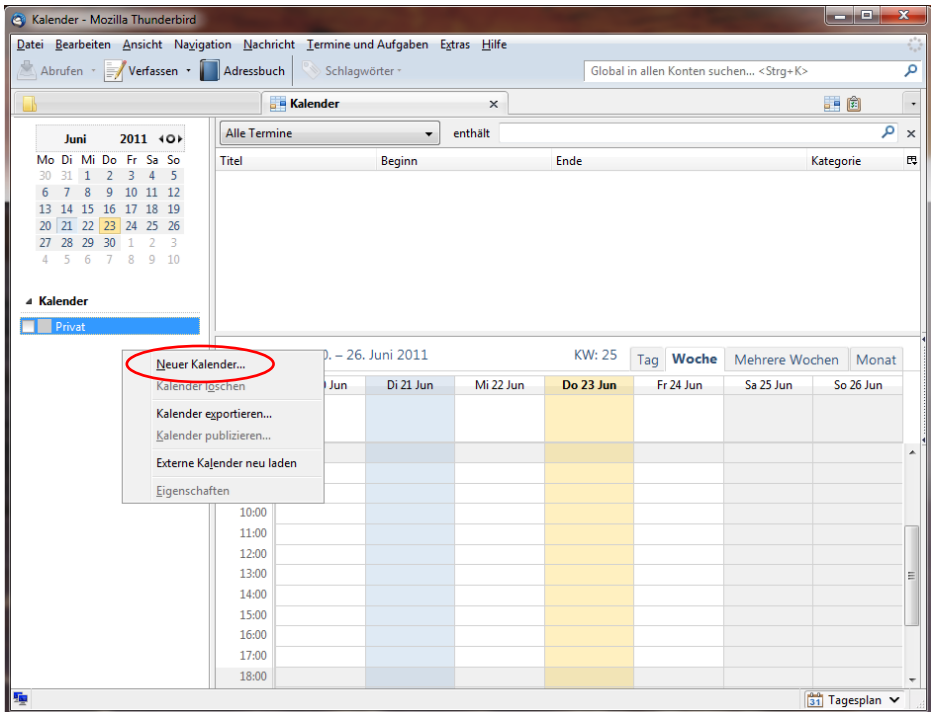 Kalender - Mozilla Thunderbird
Datei Bearbeiten Ansicht Navigation Nachricht Termine und Aufgaben Extras Hilfe
Abrufen Verfassen Adressbuch Schlagwörter Global in allen Konten suchen... <Strg+K>
Kalender
Juni 2011
Alle Termine enthält
Mo Di Mi Do Fr Sa So
Titel Beginn Ende Kategorie
30 31 1 2 3 4 5
6 7 8 9 10 11 12
13 14 15 16 17 18 19
20 21 22 23 24 25 26
27 28 29 30 1 2 3
4 5 6 7 8 9 10
Kalender
Privat
Neuer Kalender...
Kalender löschen
Kalender exportieren...
Kalender publizieren...
Externe Kalender neu laden
Eigenschaften
. – 26. Juni 2011 KW: 25 Tag Woche Mehrere Wochen Monat
Jun Di 21 Jun Mi 22 Jun Do 23 Jun Fr 24 Jun Sa 25 Jun So 26 Jun
10:00
11:00
12:00
13:00
14:00
15:00
16:00
17:00
18:00
31 Tagesplan